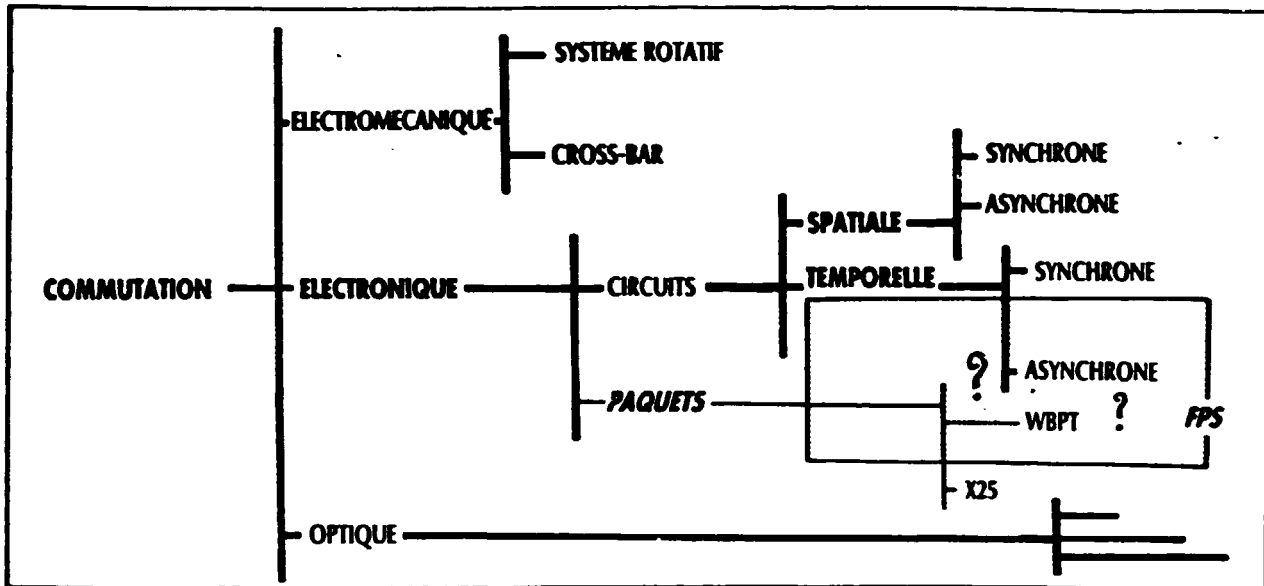 SYSTEME ROTATIF
ELECTROMECANIQUE
CROSS-BAR
SYNCHRONE
ASYNCHRONE
SPATIALE
COMMUTATION
ELECTRONIQUE
CIRCUITS
TEMPORELLE
SYNCHRONE
?
ASYNCHRONE
PAQUETS
WBPT ?
FPS
X25
OPTIQUE